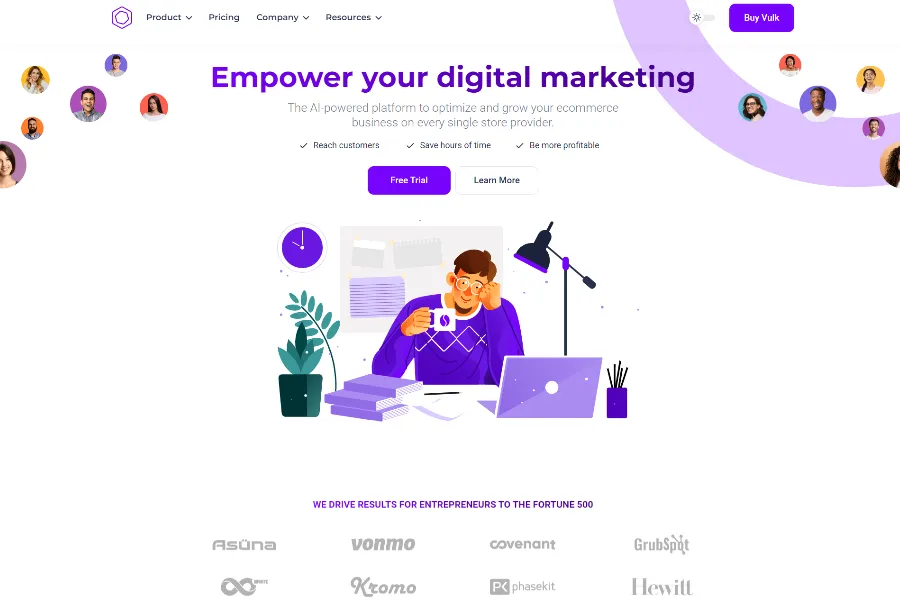 Product Pricing Company Resources Buy Vulk
Empower your digital marketing
The AI-powered platform to optimize and grow your ecommerce
business on every single store provider.
Reach customers Save hours of time Be more profitable
Free Trial Learn More
WE DRIVE RESULTS FOR ENTREPRENEURS TO THE FORTUNE 500
Asüna vonmo covenant GrubSpot
Kromo PK phasekit Hewitt